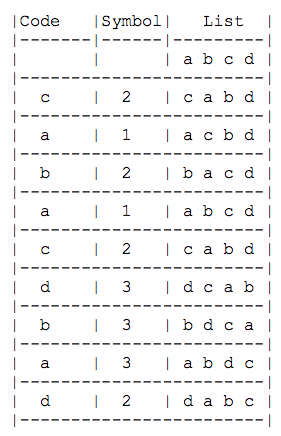 |Code   |Symbol|   List  |
|-------|------|---------|
|       |      | a b c d |
|-------------------------|
|  c    |  2   | c a b d |
|-------------------------|
|  a    |  1   | a c b d |
|-------------------------|
|  b    |  2   | b a c d |
|-------------------------|
|  a    |  1   | a b c d |
|-------------------------|
|  c    |  2   | c a b d |
|-------------------------|
|  d    |  3   | d c a b |
|-------------------------|
|  b    |  3   | b d c a |
|-------------------------|
|  a    |  3   | a b d c |
|-------------------------|
|  d    |  2   | d a b c |
|-------------------------|